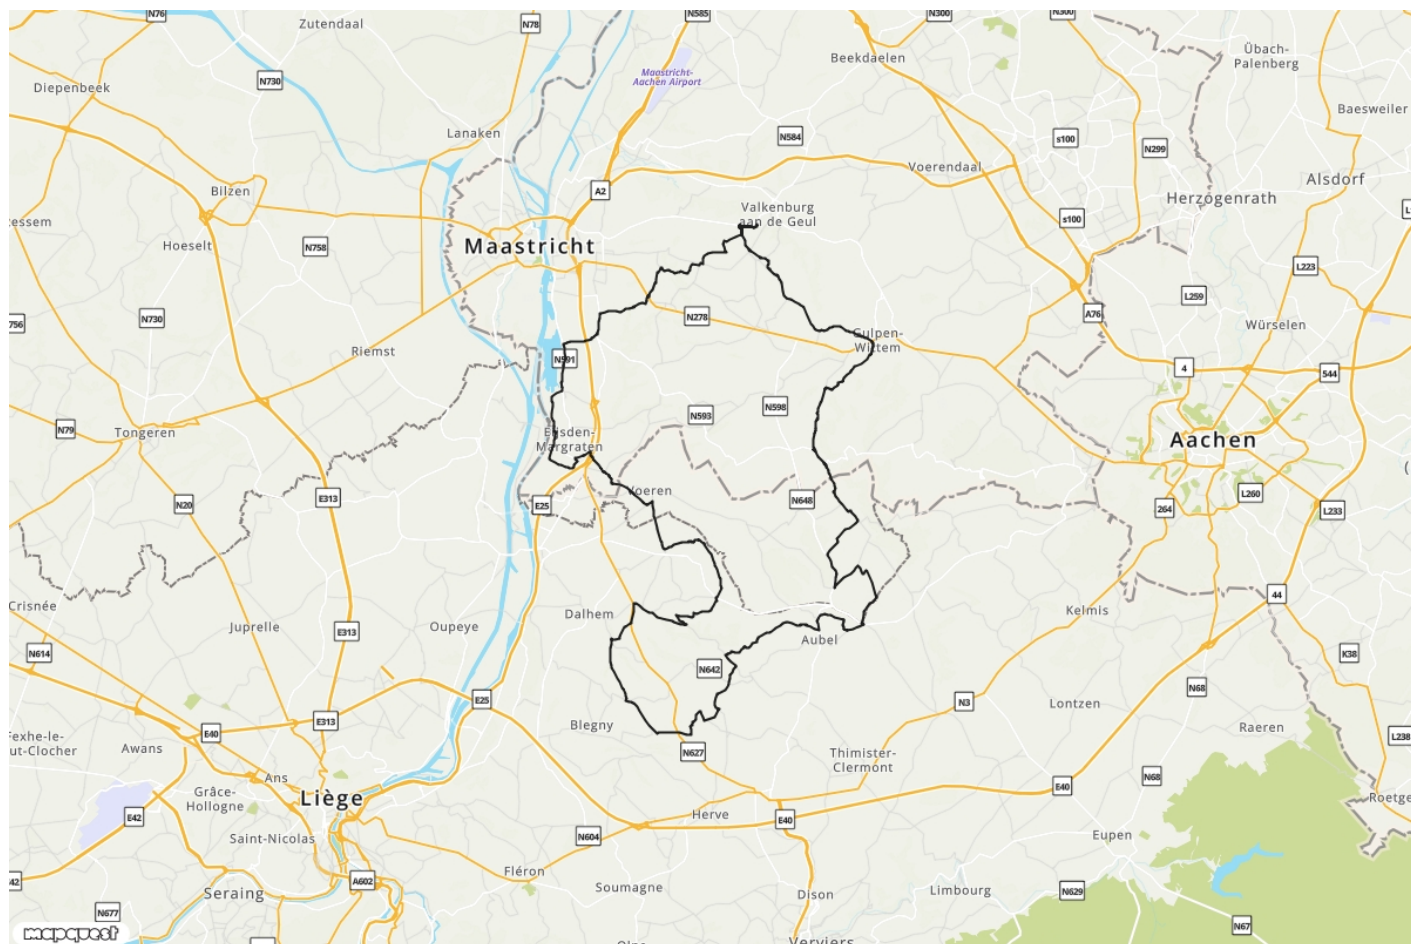 N76
Zutendaal
N78
N585
N300
N300
Übach-
Palenberg
Beekdaelen
Maastricht-
Aachen Airport
N730
Diepenbeek
Baesweiler
Lanaken
N584
s100
N299
Voerendaal
A2
Bilzen
Alsdorf
Herzogenrath
Valkenburg
aan de Geul
s100
Hoeselt
N758
Maastricht
L223
L259
N730
N278
A76
Würselen
Gulpen-
Wittem
Riemst
N591
4
544
N598
N593
N79
Tongeren
Eijsden-
Margraten
Aachen
E313
Voeren
N648
L260
N20
E25
264
L233
44
Crisnée
Dalhem
Kelmis
Juprelle
E313
Oupeye
Aubel
N614
K38
N642
N68
E25
N3
Lontzen
E313
Blegny
Raeren
E40
L238
Awans
N627
Thimister-
Clermont
Ans
N68
Grâce-
Hollogne
Liège
E40
Herve
E42
E40
N604
Eupen
Saint-Nicolas
Fléron
A602
Soumagne
Seraing
Dison
Limbourg
N629
N677
N67
mapquest
Verviers